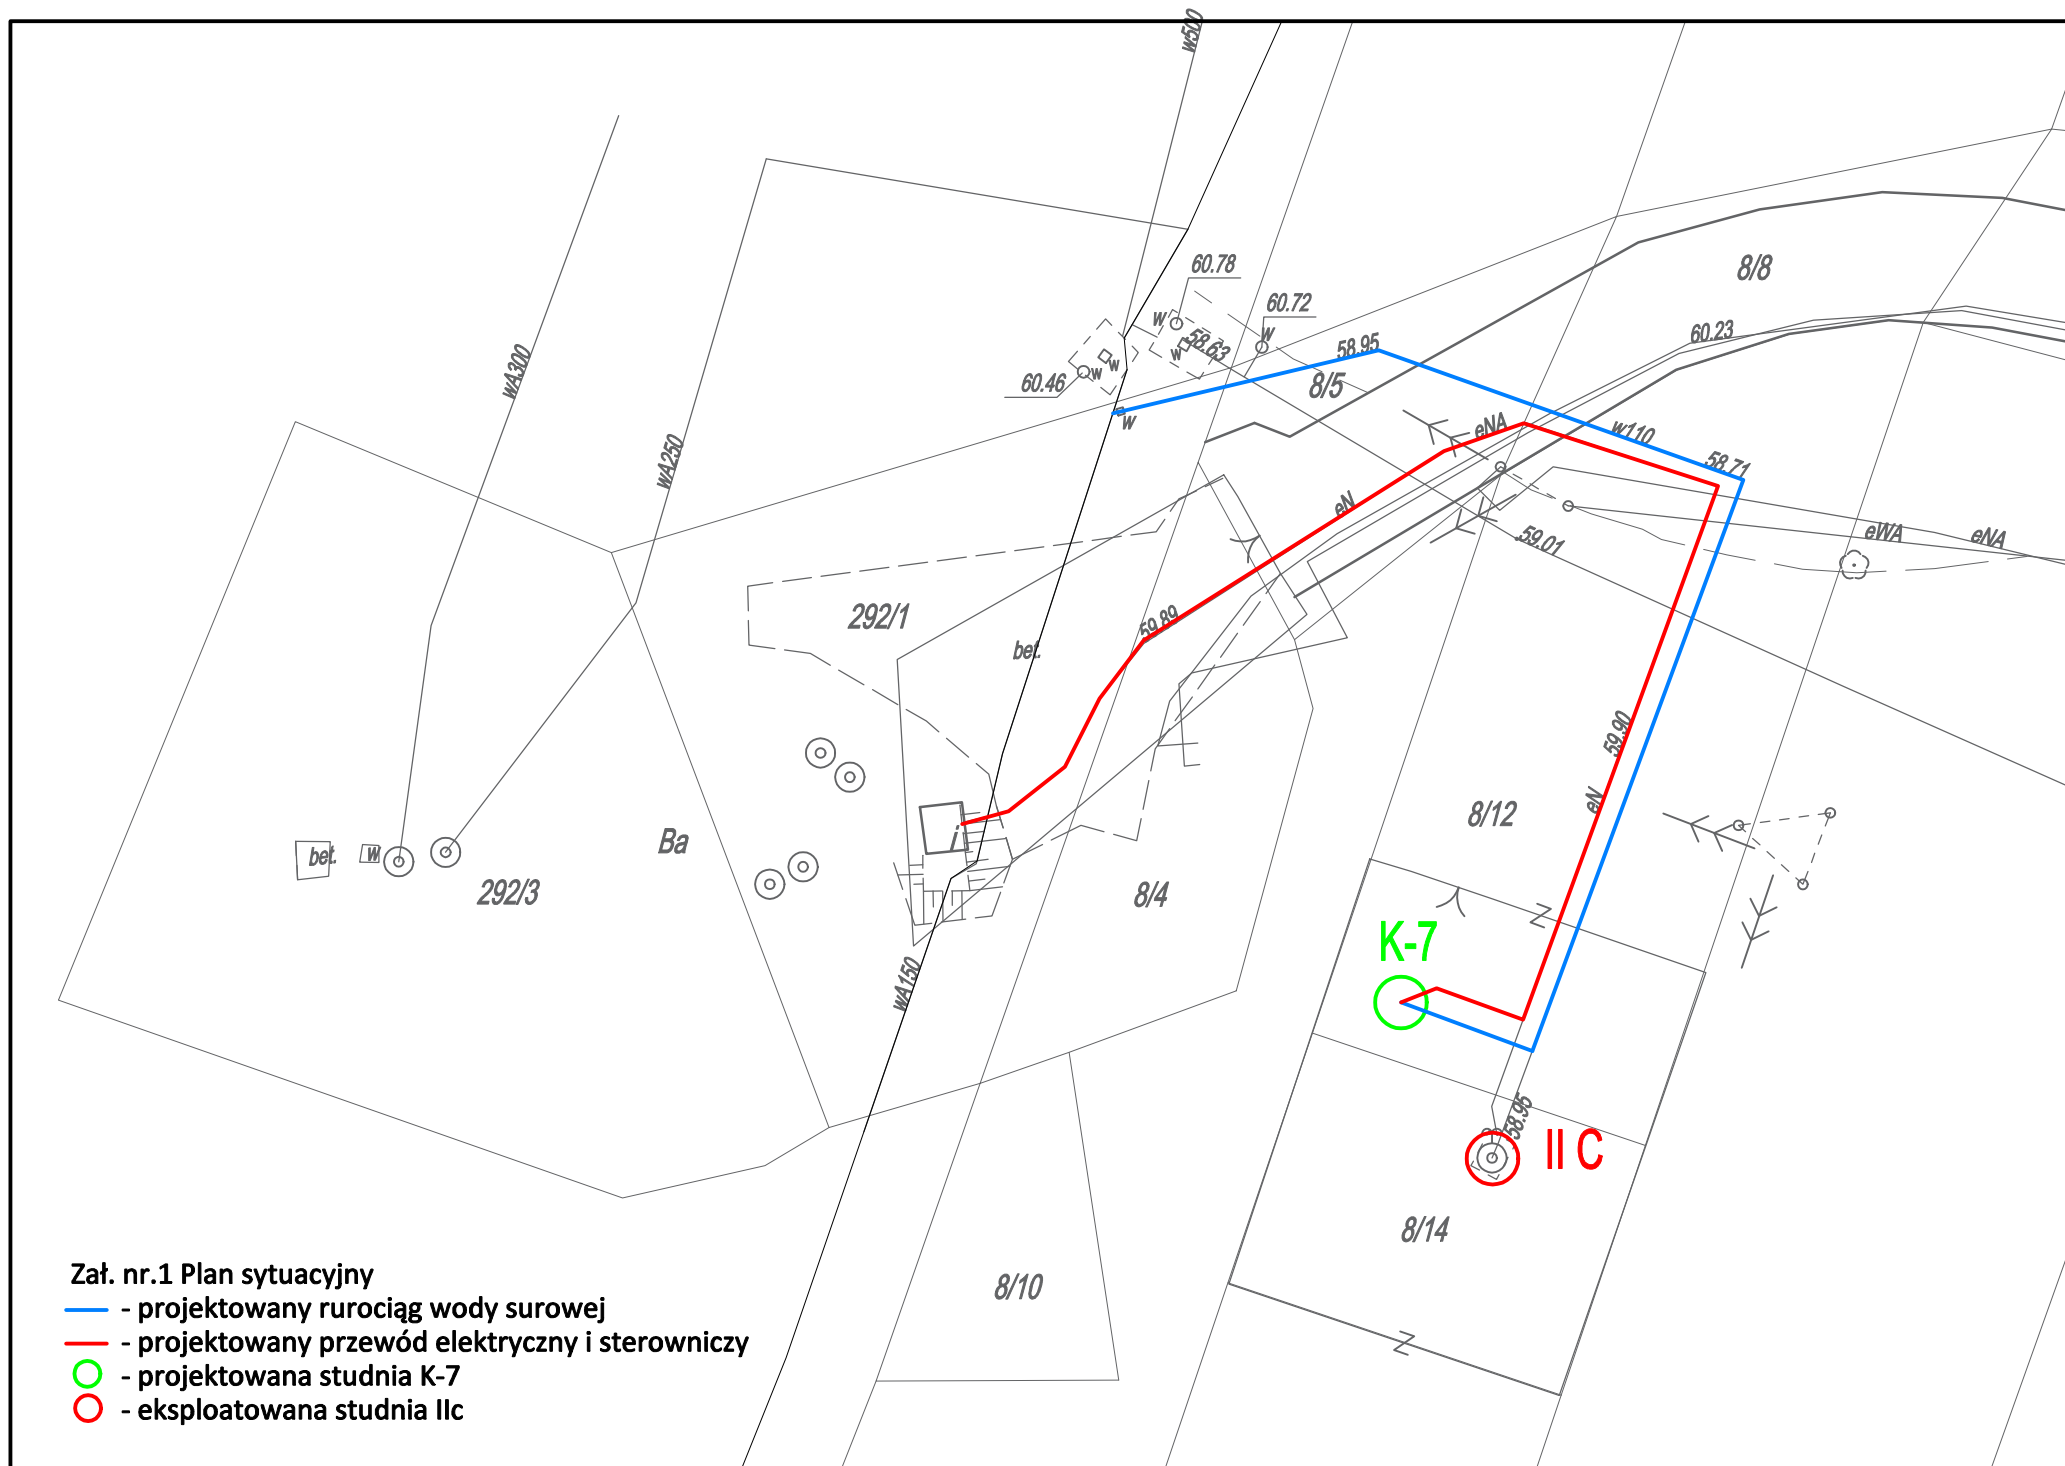 w500
60.78
8/8
60.72
w
w
58.63
w
60.23
58.95
wA300
60.46
w
w
8/5
w
eNA
w110
wA250
58.71
eN
59.01
eWA
eNA
292/1
59.89
bet.
59.90
eN
8/12
i
Ba
bet.
w
292/3
8/4
K-7
wA150
58.95
II C
8/14
8/10
Zał. nr.1 Plan sytuacyjny
- projektowany rurociąg wody surowej
- projektowany przewód elektryczny i sterowniczy
- projektowana studnia K-7
- eksploatowana studnia IIc